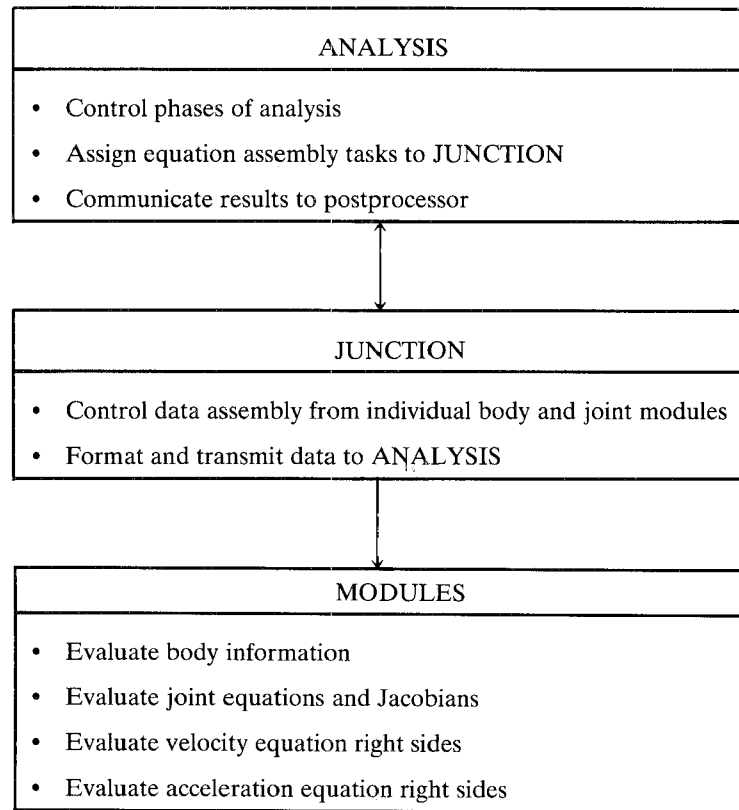 ANALYSIS
• Control phases of analysis
• Assign equation assembly tasks to JUNCTION
• Communicate results to postprocessor
JUNCTION
• Control data assembly from individual body and joint modules
• Format and transmit data to ANALYSIS
MODULES
• Evaluate body information
• Evaluate joint equations and Jacobians
• Evaluate velocity equation right sides
• Evaluate acceleration equation right sides